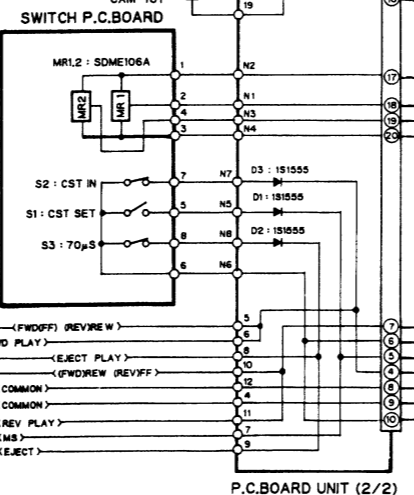 19
SWITCH P.C.BOARD
MR1,2 : SDME106A
MR2
MR 1
1
N2
17
2
N1
18
4
N3
19
3
N4
20
S2 : CST IN
7
N7
D3 : 1S1555
S1 : CST SET
5
N5
D1 : 1S1555
S3 : 70µS
8
N8
D2 : 1S1555
6
N6
(FWD)(FF) (REV)REW
5
7
D PLAY)
6
6
(EJECT PLAY)
8
5
((FWD)REW (REV)FF)
10
4
COMMON)
12
8
COMMON)
4
9
REV PLAY)
11
10
(MS)
7
(EJECT)
9
P.C.BOARD UNIT (2/2)